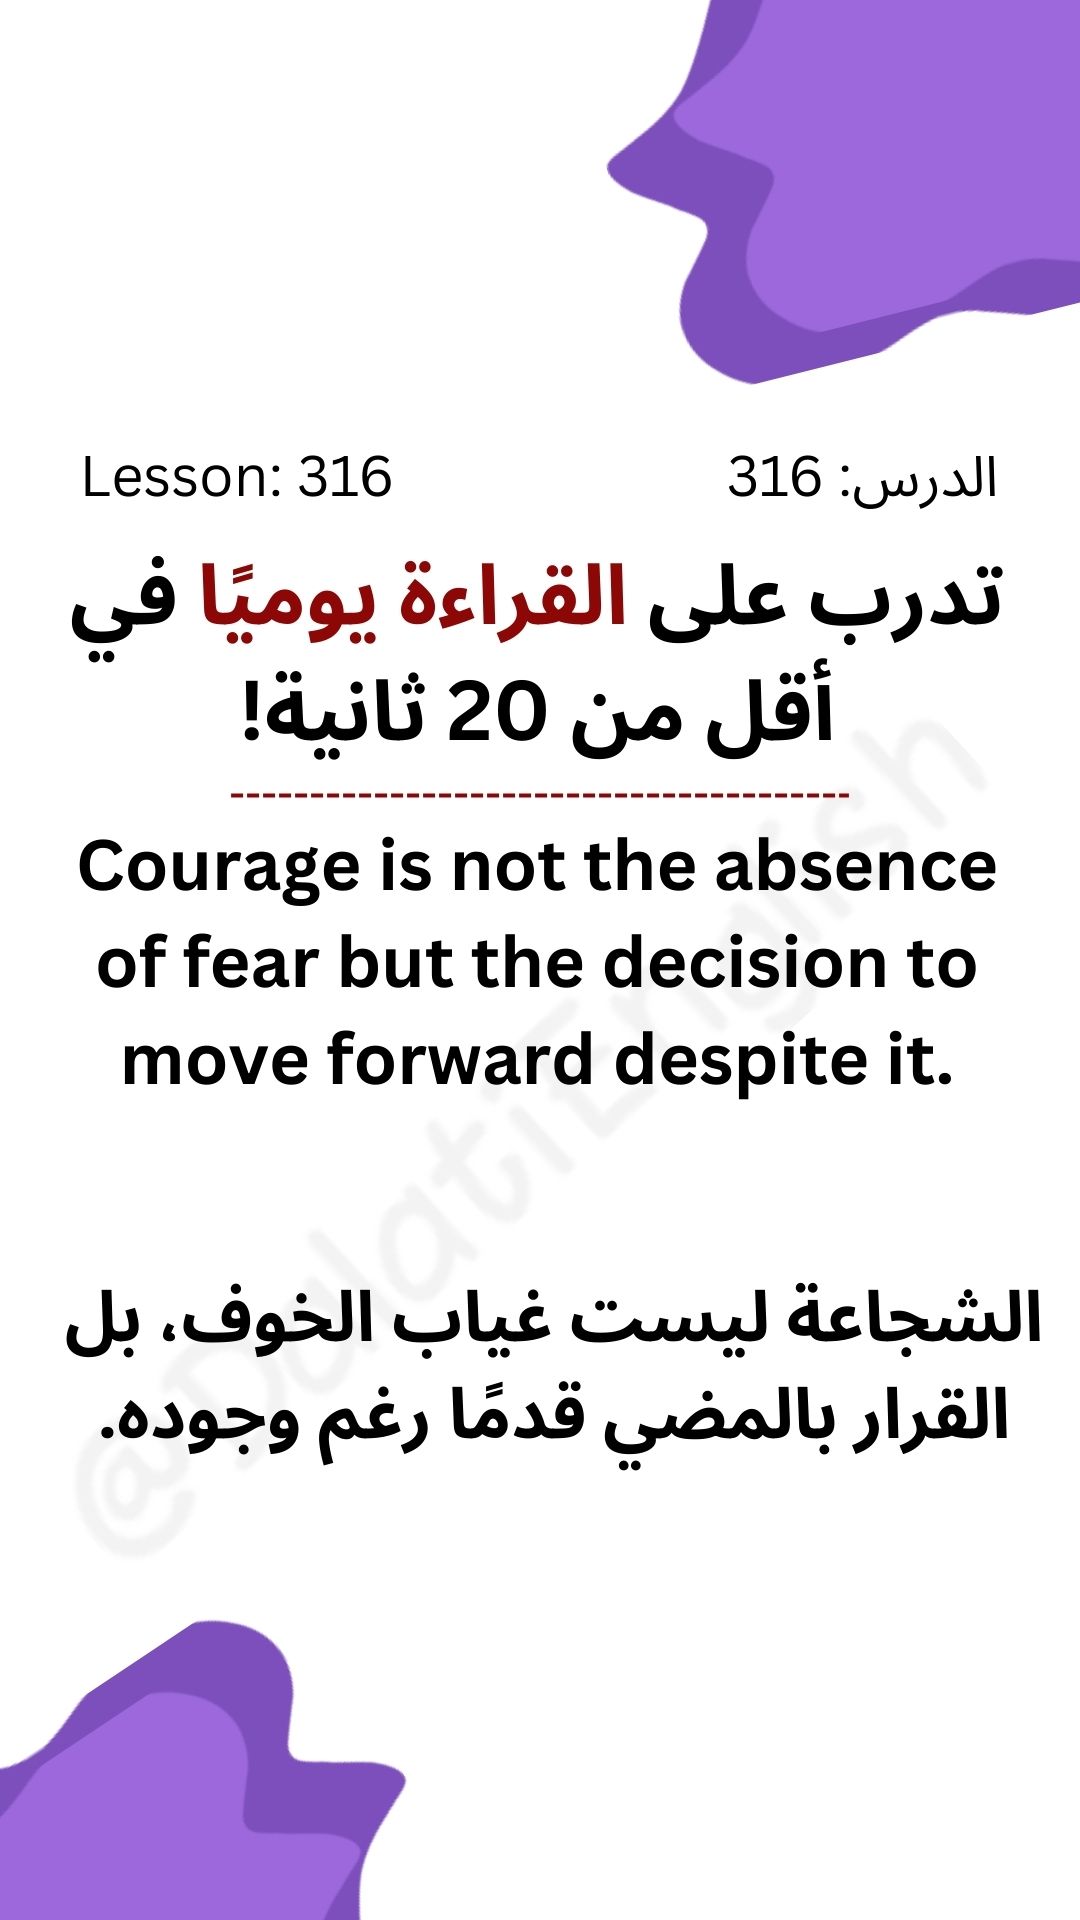 Lesson: 316
الدرس: 316
تدرب على القراءة يوميًا في
أقل من 20 ثانية!
---------------------------------------
Courage is not the absence
of fear but the decision to
move forward despite it.
الشجاعة ليست غياب الخوف، بل
القرار بالمضي قدمًا رغم وجوده.
@DalatiEnglish